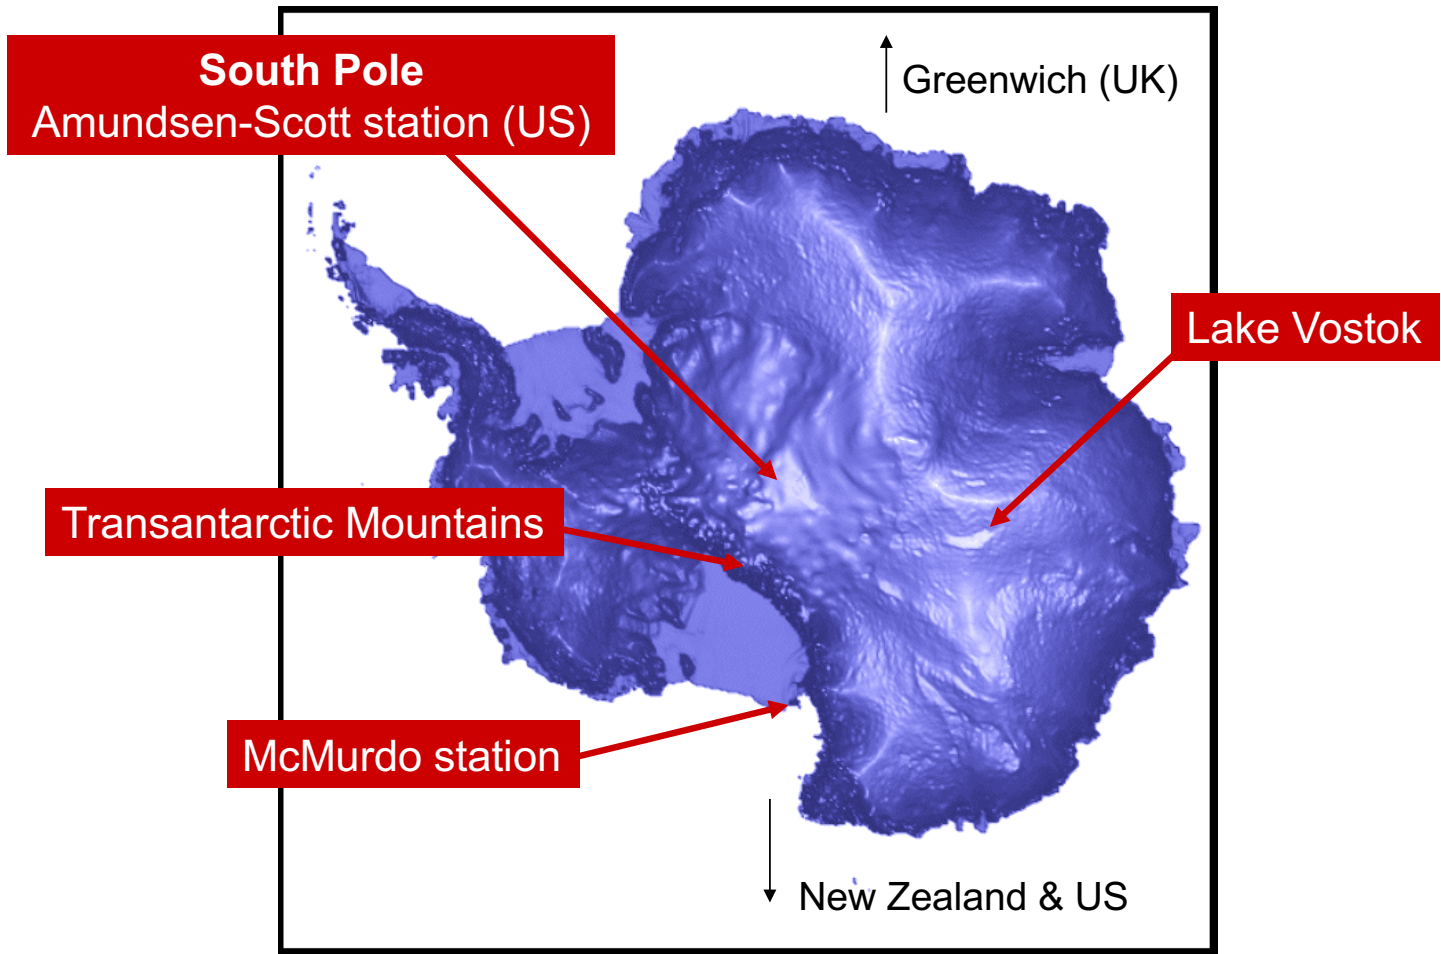 South Pole
Amundsen-Scott station (US)
Greenwich (UK)
Lake Vostok
Transantarctic Mountains
McMurdo station
New Zealand & US